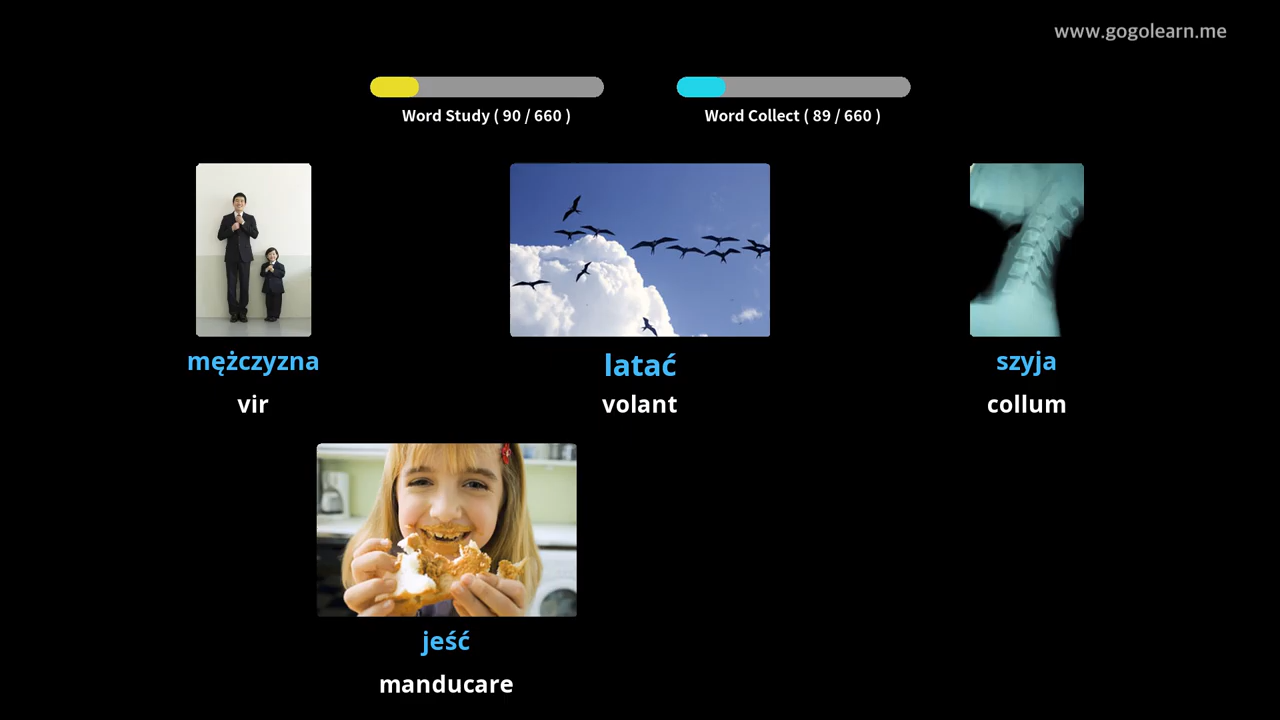 www.gogolearn.me
Word Study ( 90 / 660 )
Word Collect ( 89 / 660 )
mężczyzna
vir
latać
volant
szyja
collum
jeść
manducare